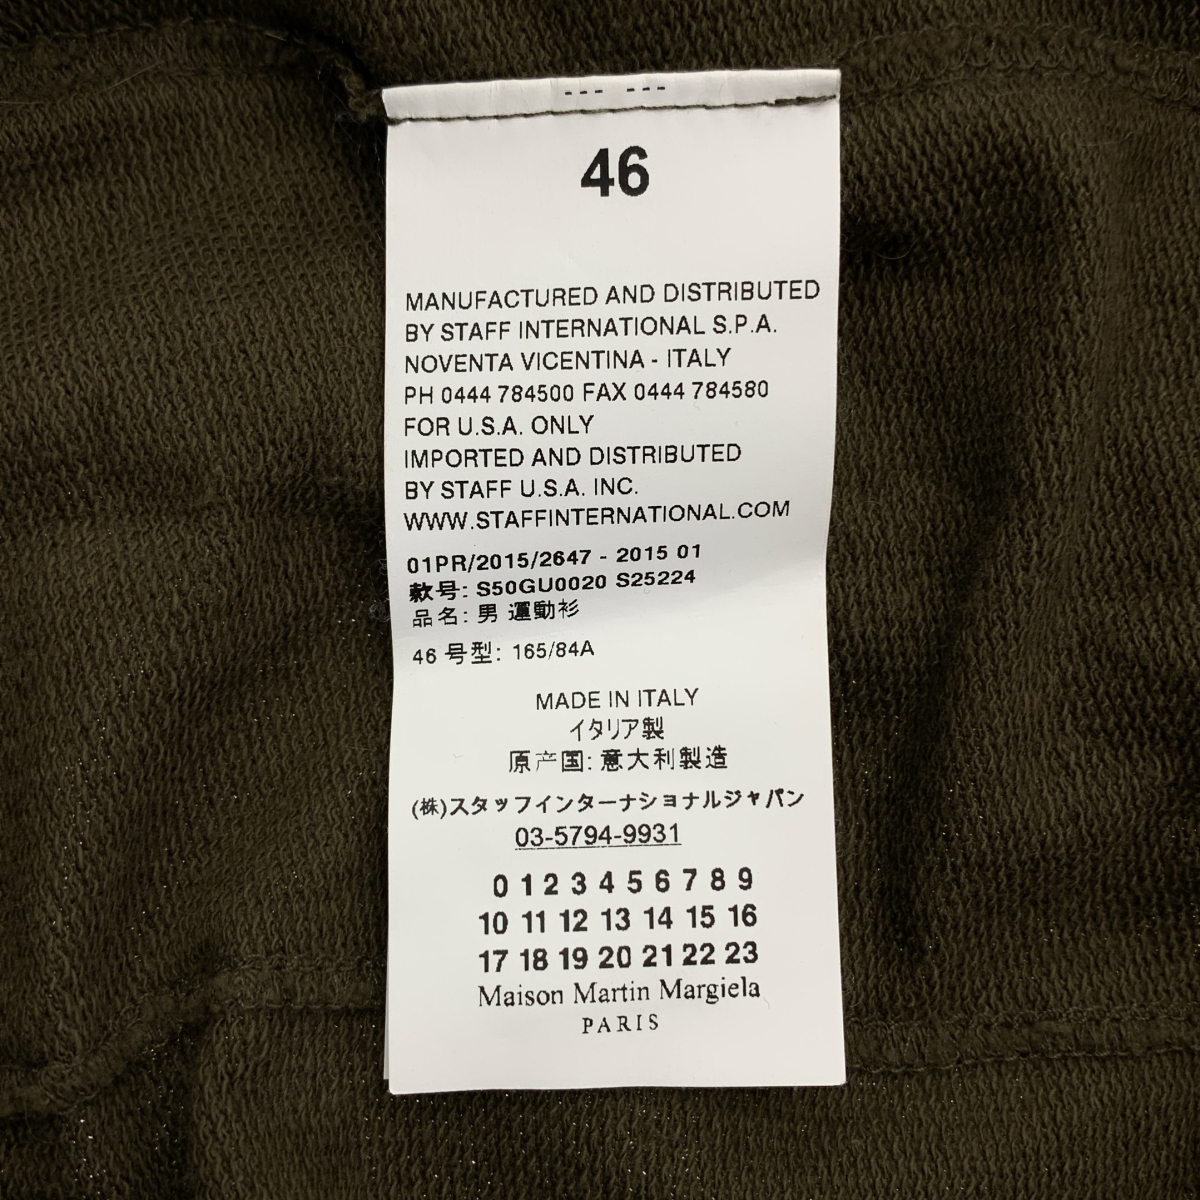 --- ---
46
MANUFACTURED AND DISTRIBUTED
BY STAFF INTERNATIONAL S.P.A.
NOVENTA VICENTINA - ITALY
PH 0444 784500 FAX 0444 784580
FOR U.S.A. ONLY
IMPORTED AND DISTRIBUTED
BY STAFF U.S.A. INC.
WWW.STAFFINTERNATIONAL.COM
01PR/2015/2647 - 2015 01
款号: S50GU0020 S25224
品名: 男 運動衫
46 号型: 165/84A
MADE IN ITALY
イタリア製
原产国: 意大利製造
(株)スタッフインターナショナルジャパン
03-5794-9931
0 1 2 3 4 5 6 7 8 9
10 11 12 13 14 15 16
17 18 19 20 21 22 23
Maison Martin Margiela
PARIS